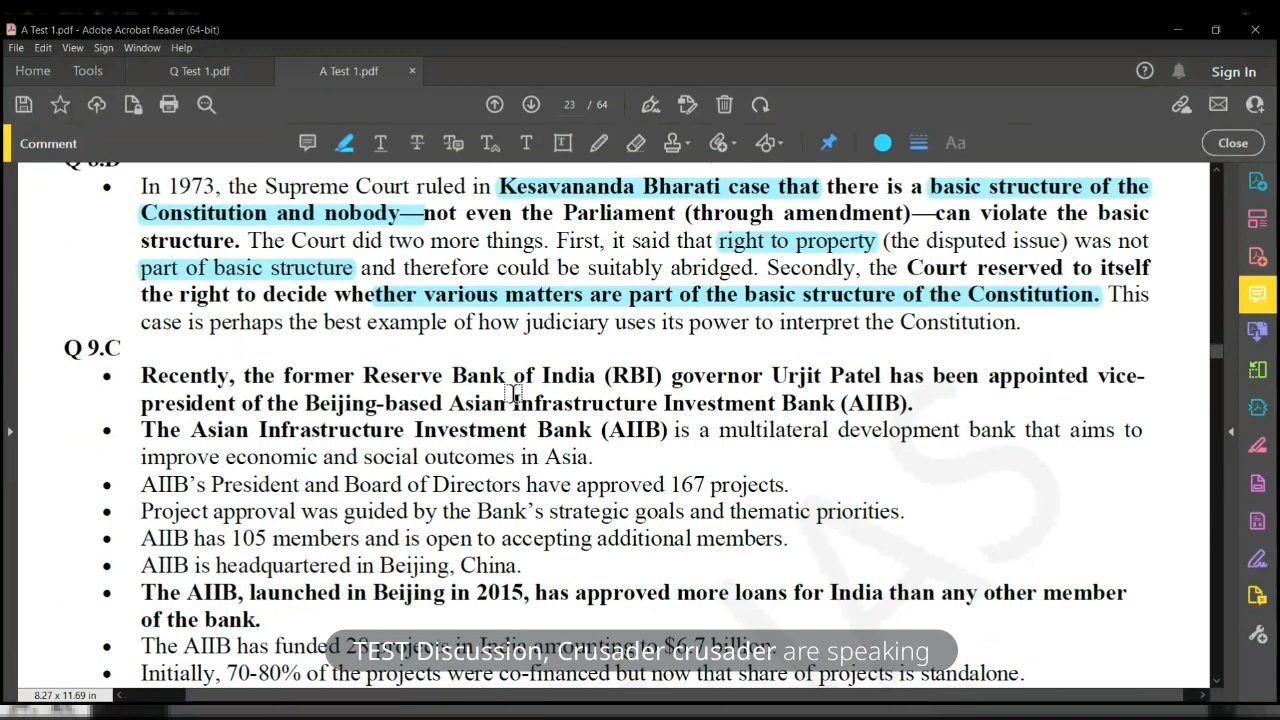 A Test 1.pdf - Adobe Acrobat Reader (64-bit)
File Edit View Sign Window Help
Home Tools Q Test 1.pdf A Test 1.pdf × Sign In
23 / 64
Comment Aa Close
Q 8.D
• In 1973, the Supreme Court ruled in Kesavananda Bharati case that there is a basic structure of the
Constitution and nobody—not even the Parliament (through amendment)—can violate the basic
structure. The Court did two more things. First, it said that right to property (the disputed issue) was not
part of basic structure and therefore could be suitably abridged. Secondly, the Court reserved to itself
the right to decide whether various matters are part of the basic structure of the Constitution. This
case is perhaps the best example of how judiciary uses its power to interpret the Constitution.
Q 9.C
• Recently, the former Reserve Bank of India (RBI) governor Urjit Patel has been appointed vice-
president of the Beijing-based Asian Infrastructure Investment Bank (AIIB).
• The Asian Infrastructure Investment Bank (AIIB) is a multilateral development bank that aims to
improve economic and social outcomes in Asia.
• AIIB's President and Board of Directors have approved 167 projects.
• Project approval was guided by the Bank's strategic goals and thematic priorities.
• AIIB has 105 members and is open to accepting additional members.
• AIIB is headquartered in Beijing, China.
• The AIIB, launched in Beijing in 2015, has approved more loans for India than any other member
of the bank.
• The AIIB has funded 28 projects in India amounting to $6.7 billion.
TEST Discussion, Crusader crusader are speaking
• Initially, 70-80% of the projects were co-financed but now that share of projects is standalone.
8.27 x 11.69 in